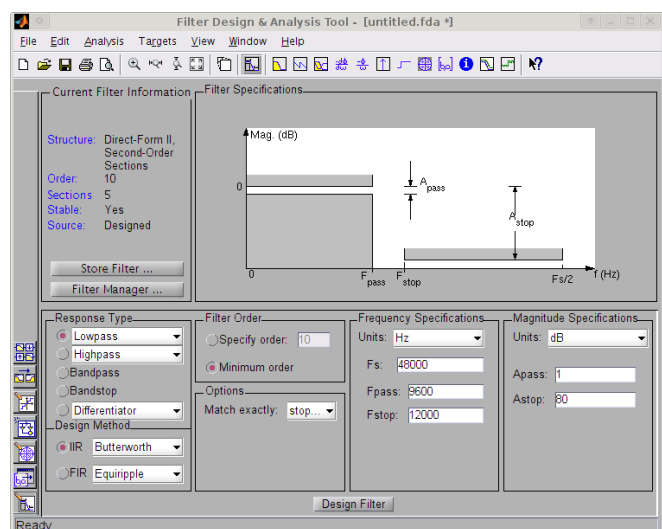 Filter Design & Analysis Tool - [untitled.fda *]
File Edit Analysis Targets View Window Help
Current Filter Information
Structure: Direct-Form II,
Second-Order
Sections
Order: 10
Sections 5
Stable: Yes
Source: Designed
Store Filter ...
Filter Manager ...
Filter Specifications
Mag. (dB)
0
A pass
A stop
0
F pass
F stop
Fs/2
f (Hz)
Response Type
Lowpass
Highpass
Bandpass
Bandstop
Differentiator
Design Method
IIR Butterworth
FIR Equiripple
Filter Order
Specify order: 10
Minimum order
Options
Match exactly: stop...
Frequency Specifications
Units: Hz
Fs: 48000
Fpass: 9600
Fstop: 12000
Magnitude Specifications
Units: dB
Apass: 1
Astop: 80
Design Filter
Ready